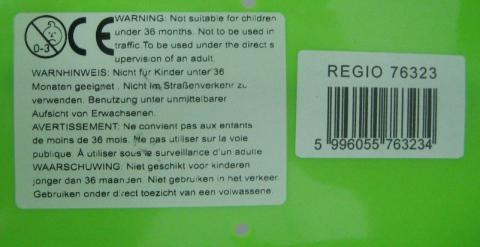 WARNING: Not suitable for children
under 36 months. Not to be used in
traffic.To be used under the direct s
upervision of an adult.
0-3
CE
WARNHINWEIS: Nicht für Kinder unter 36
Monaten geeignet . Nicht im Straßenverkehr zu
verwenden. Benutzung unter unmittelbarer
Aufsicht von Erwachsenen.
AVERTISSEMENT: Ne convient pas aux enfants
de moins de 36 mois. Ne pas utiliser sur la voie
publique. À utiliser sous le surveillance d'un adulte
WAARSCHUWING: Niet geschikt voor kinderen
jonger dan 36 maanden. Niet gebruiken in het verkeer.
Gebruiken onder direct toezicht van een volwassene.
REGIO 76323
5 996055 763234